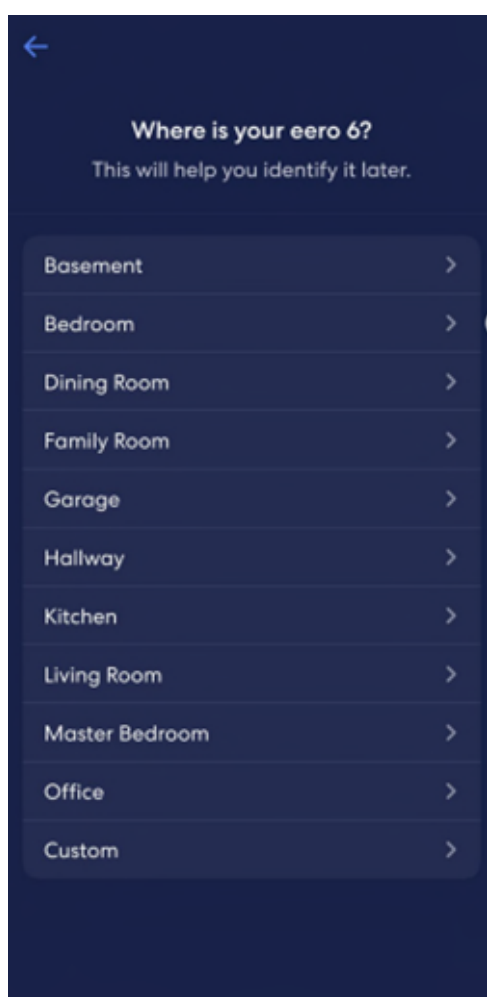 Where is your eero 6?
This will help you identify it later.
Basement
Bedroom
Dining Room
Family Room
Garage
Hallway
Kitchen
Living Room
Master Bedroom
Office
Custom